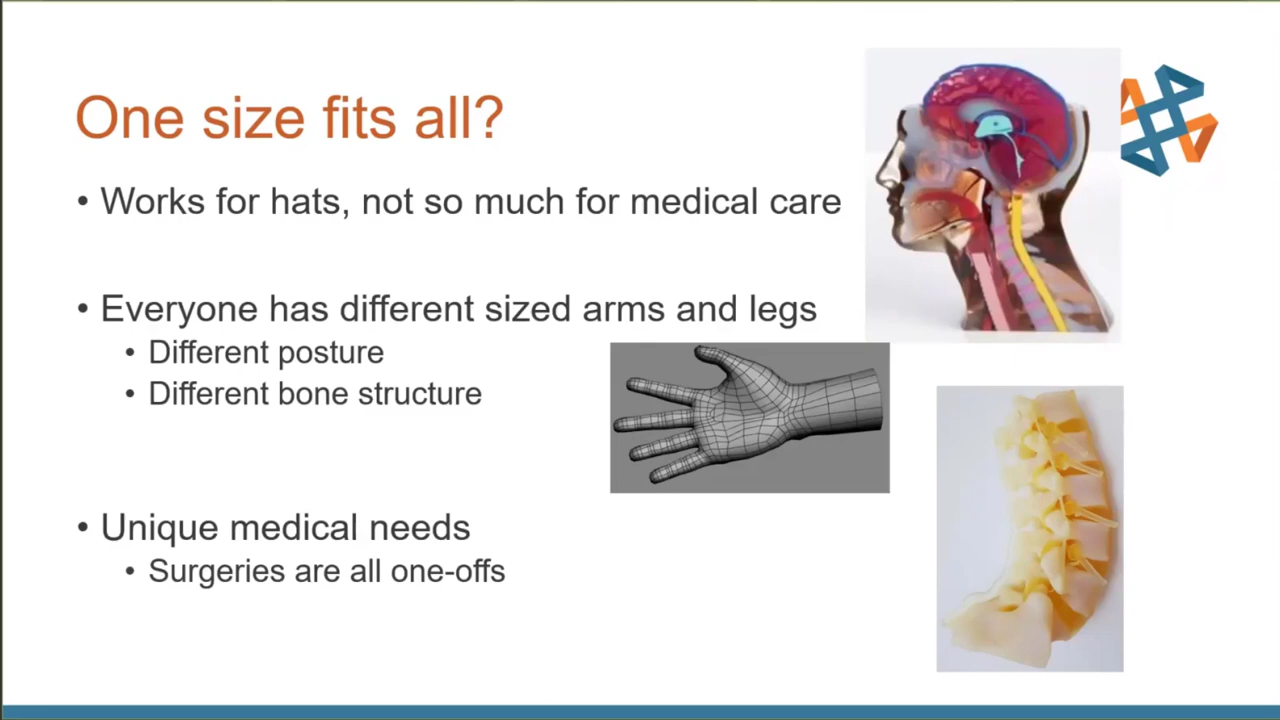 One size fits all?
• Works for hats, not so much for medical care
• Everyone has different sized arms and legs
• Different posture
• Different bone structure
• Unique medical needs
• Surgeries are all one-offs